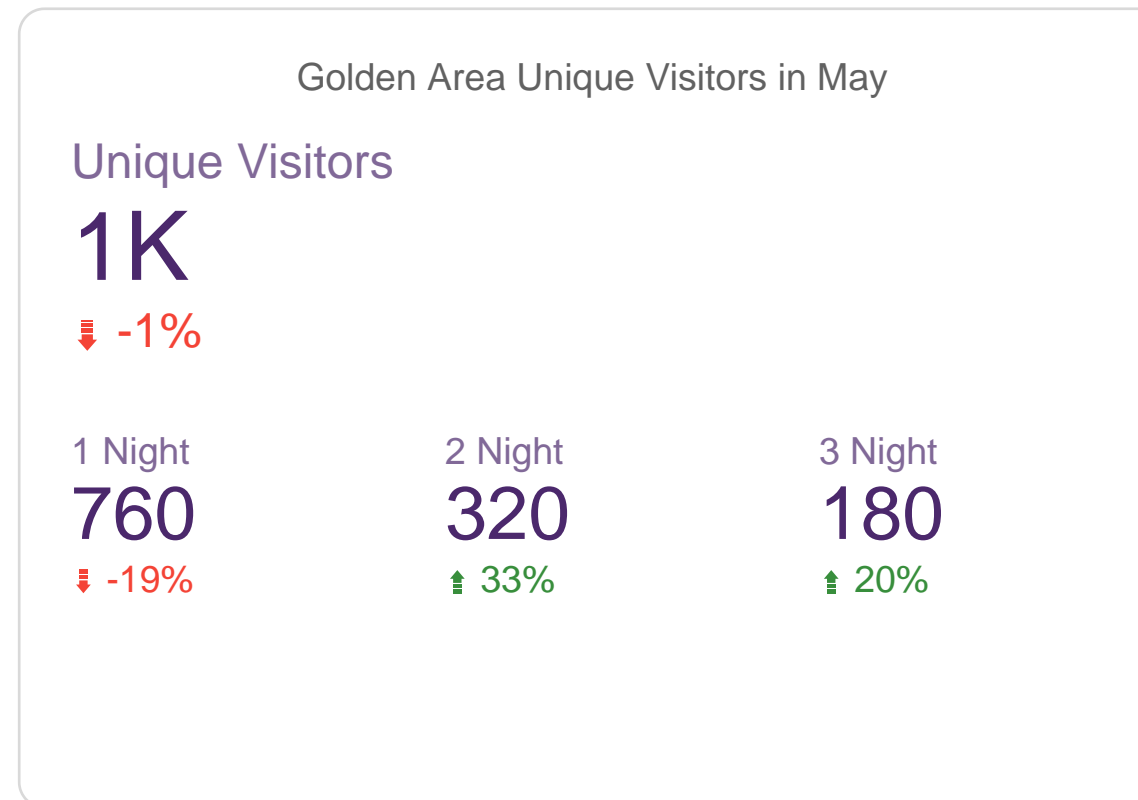 Golden Area Unique Visitors in May
Unique Visitors
1K
-1%
1 Night 2 Night 3 Night
760 320 180
-19% 33% 20%